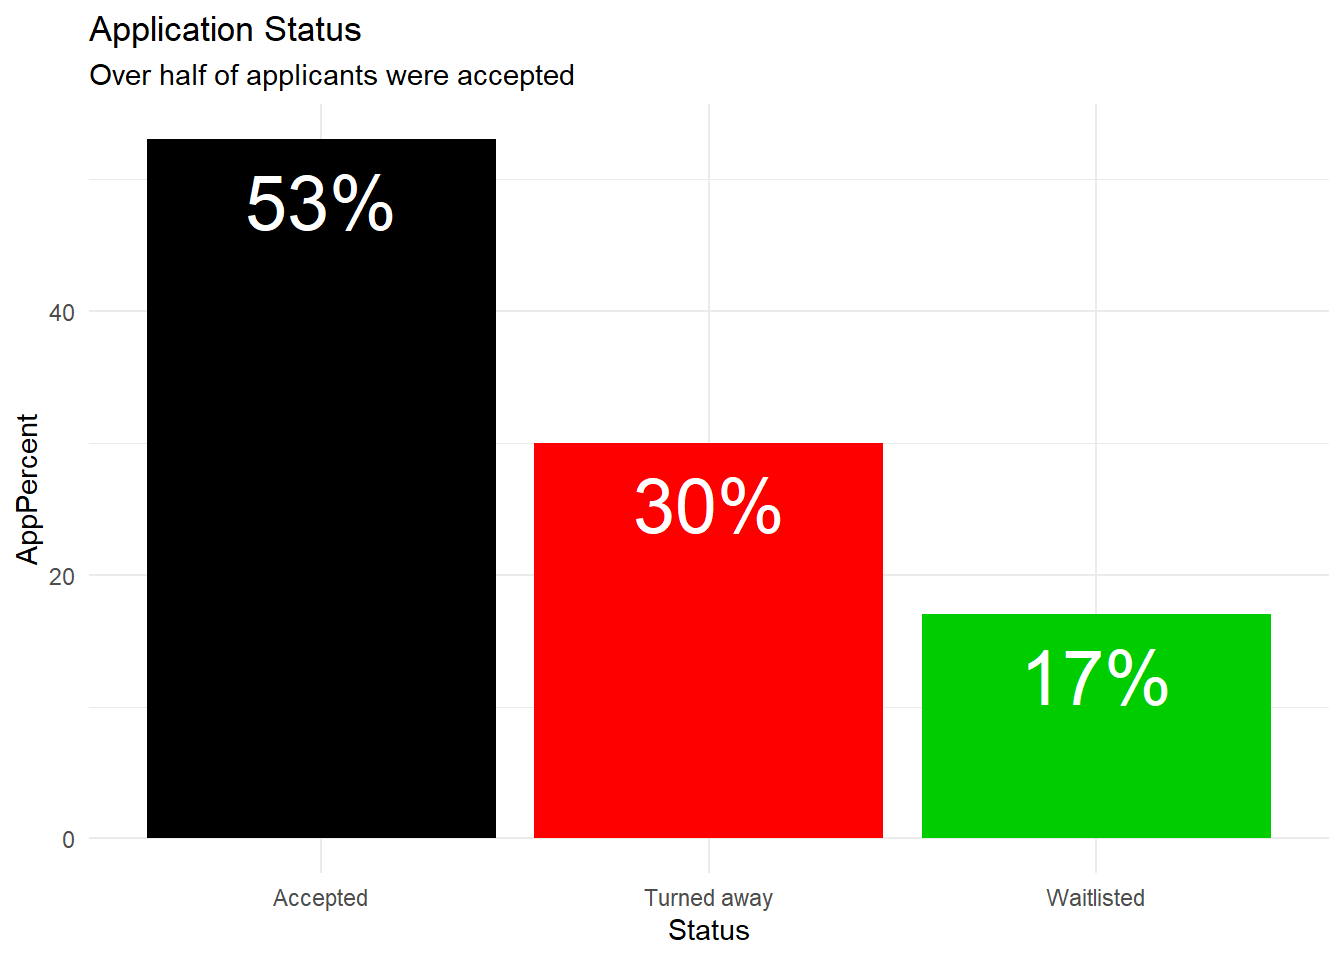 Application Status
Over half of applicants were accepted
53%
30%
17%
40
20
0
AppPercent
Accepted
Turned away
Waitlisted
Status